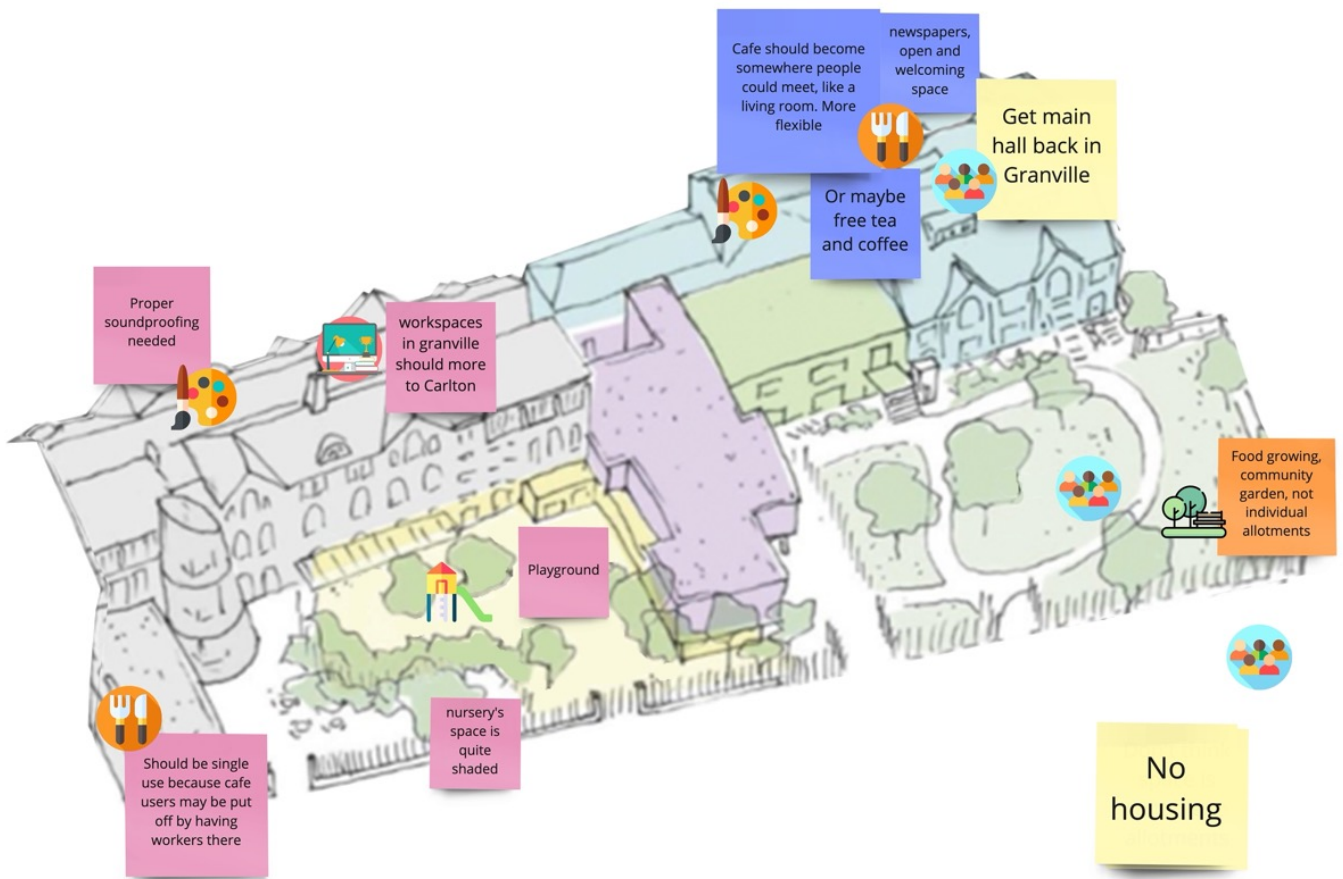 Cafe should become
somewhere people
could meet, like a
living room. More
flexible
newspapers,
open and
welcoming
space
Get main
hall back in
Granville
Or maybe
free tea
and coffee
Proper
soundproofing
needed
workspaces
in granville
should more
to Carlton
Food growing,
community
garden, not
individual
allotments
Playground
nursery's
space is
quite
shaded
Should be single
use because cafe
users may be put
off by having
workers there
No
housing